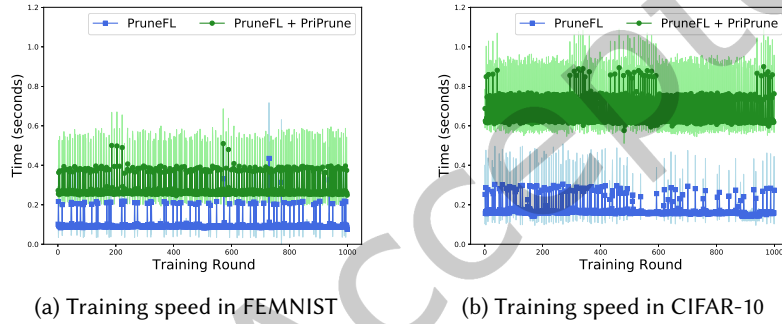 PruneFL PruneFL + PriPrune
1.2
1.0
0.8
0.6
0.4
0.2
0.0
Time (seconds)
0 200 400 600 800 1000
Training Round
(a) Training speed in FEMNIST
PruneFL PruneFL + PriPrune
1.2
1.0
0.8
0.6
0.4
0.2
0.0
Time (seconds)
0 200 400 600 800 1000
Training Round
(b) Training speed in CIFAR-10
Accept